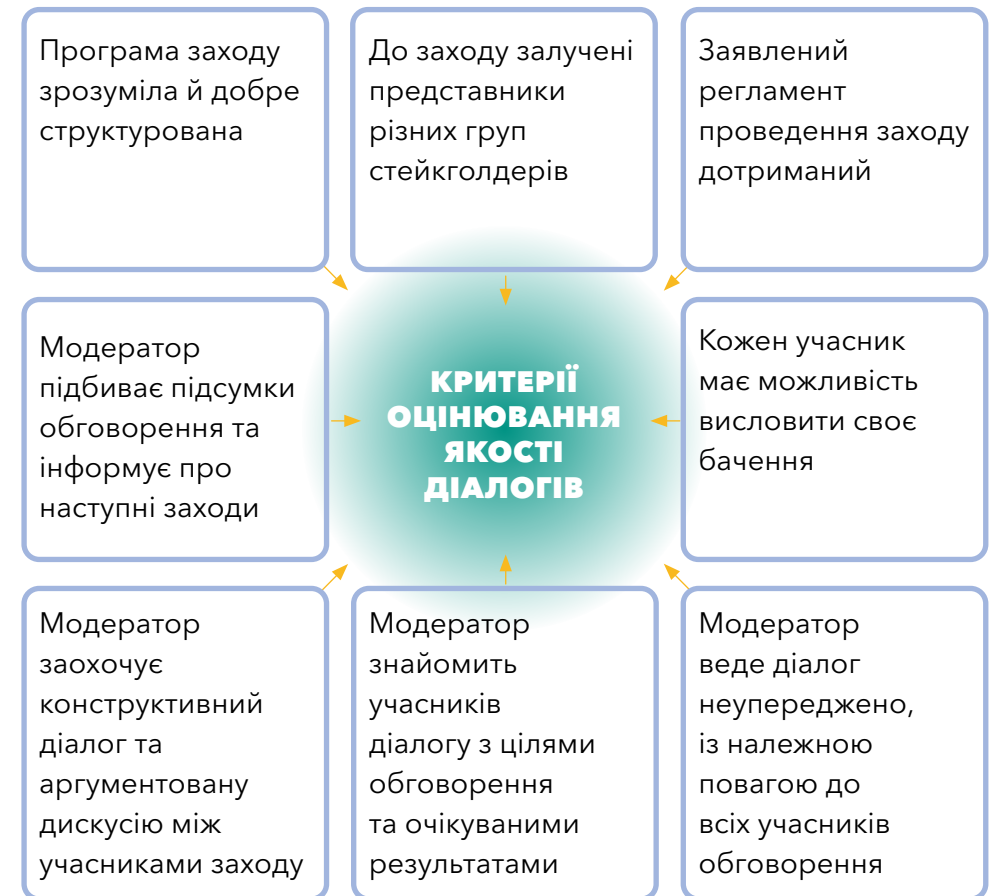 Програма заходу
зрозуміла й добре
структурована
До заходу залучені
представники
різних груп
стейкголдерів
Заявлений
регламент
проведення заходу
дотриманий
Модератор
підбиває підсумки
обговорення та
інформує про
наступні заходи
КРИТЕРІЇ
ОЦІНЮВАННЯ
ЯКОСТІ
ДІАЛОГІВ
Кожен учасник
має можливість
висловити своє
бачення
Модератор
заохочує
конструктивний
діалог та
аргументовану
дискусію між
учасниками заходу
Модератор
знайомить
учасників
діалогу з цілями
обговорення
та очікуваними
результатами
Модератор
веде діалог
неупереджено,
із належною
повагою до
всіх учасників
обговорення